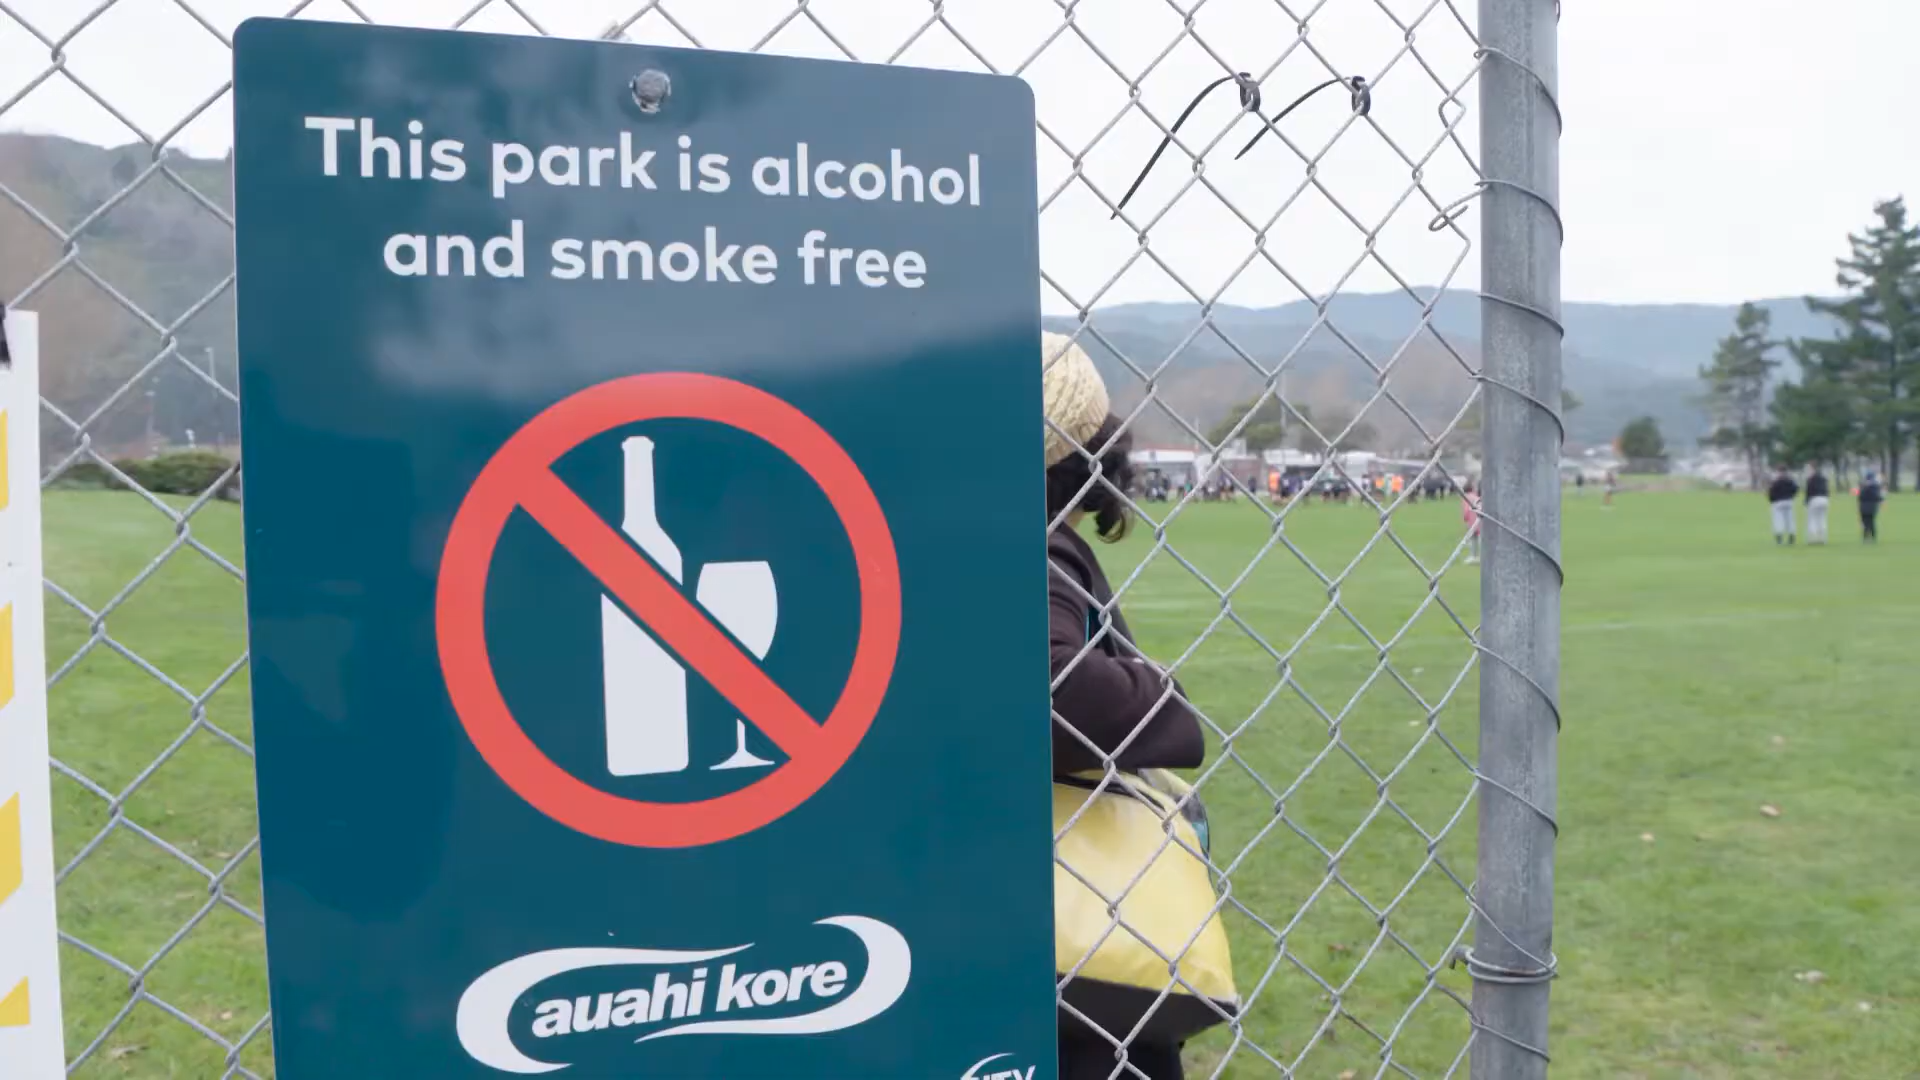 This park is alcohol
and smoke free
auahi kore